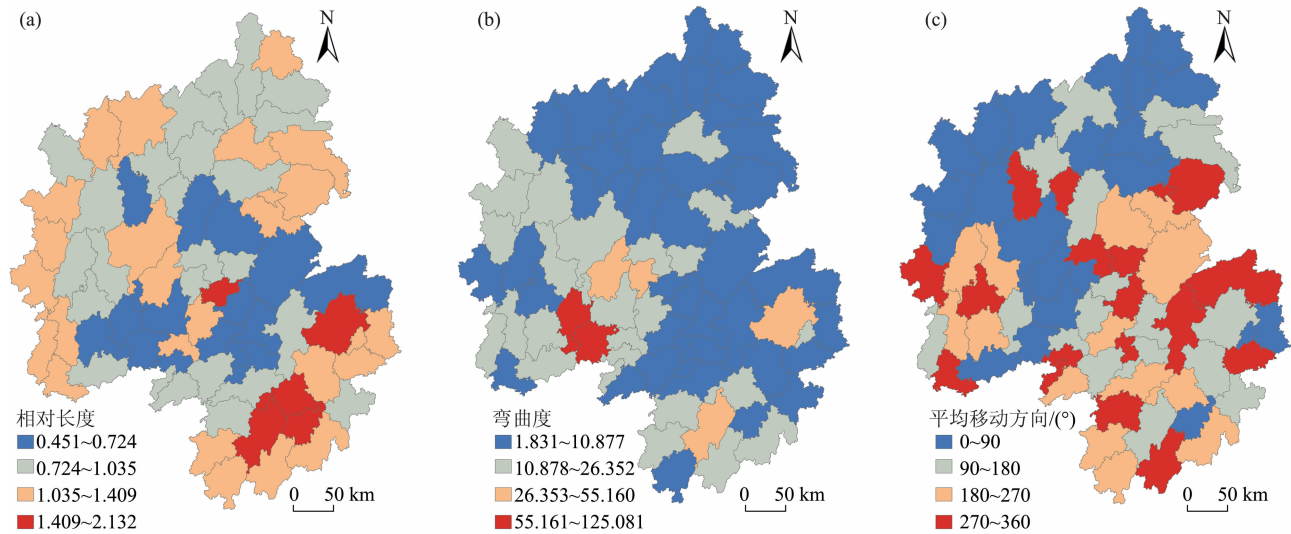 (a)
N
相对长度
0.451~0.724
0.724~1.035
1.035~1.409
1.409~2.132
0 50 km
(b)
N
弯曲度
1.831~10.877
10.878~26.352
26.353~55.160
55.161~125.081
0 50 km
(c)
N
平均移动方向/(°)
0~90
90~180
180~270
270~360
0 50 km